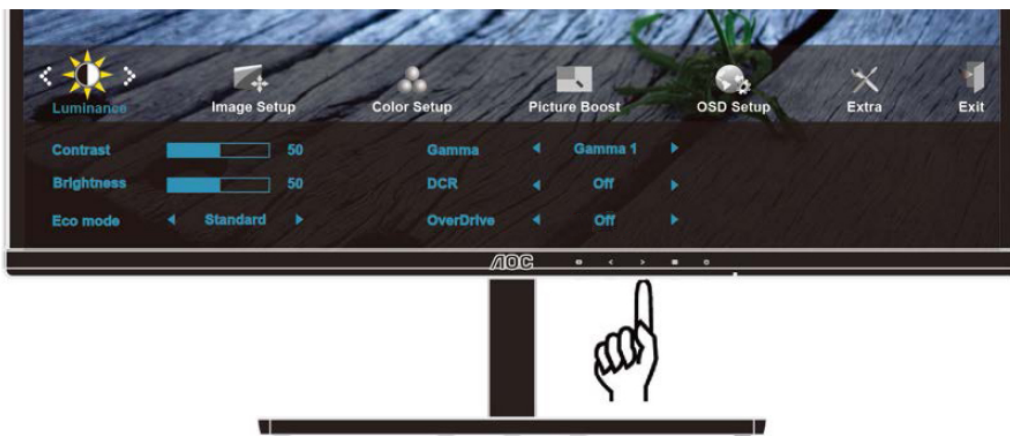 Luminance Image Setup Color Setup Picture Boost OSD Setup Extra Exit
Contrast 50 Gamma Gamma 1
Brightness 50 DCR Off
Eco mode Standard OverDrive Off
AOC